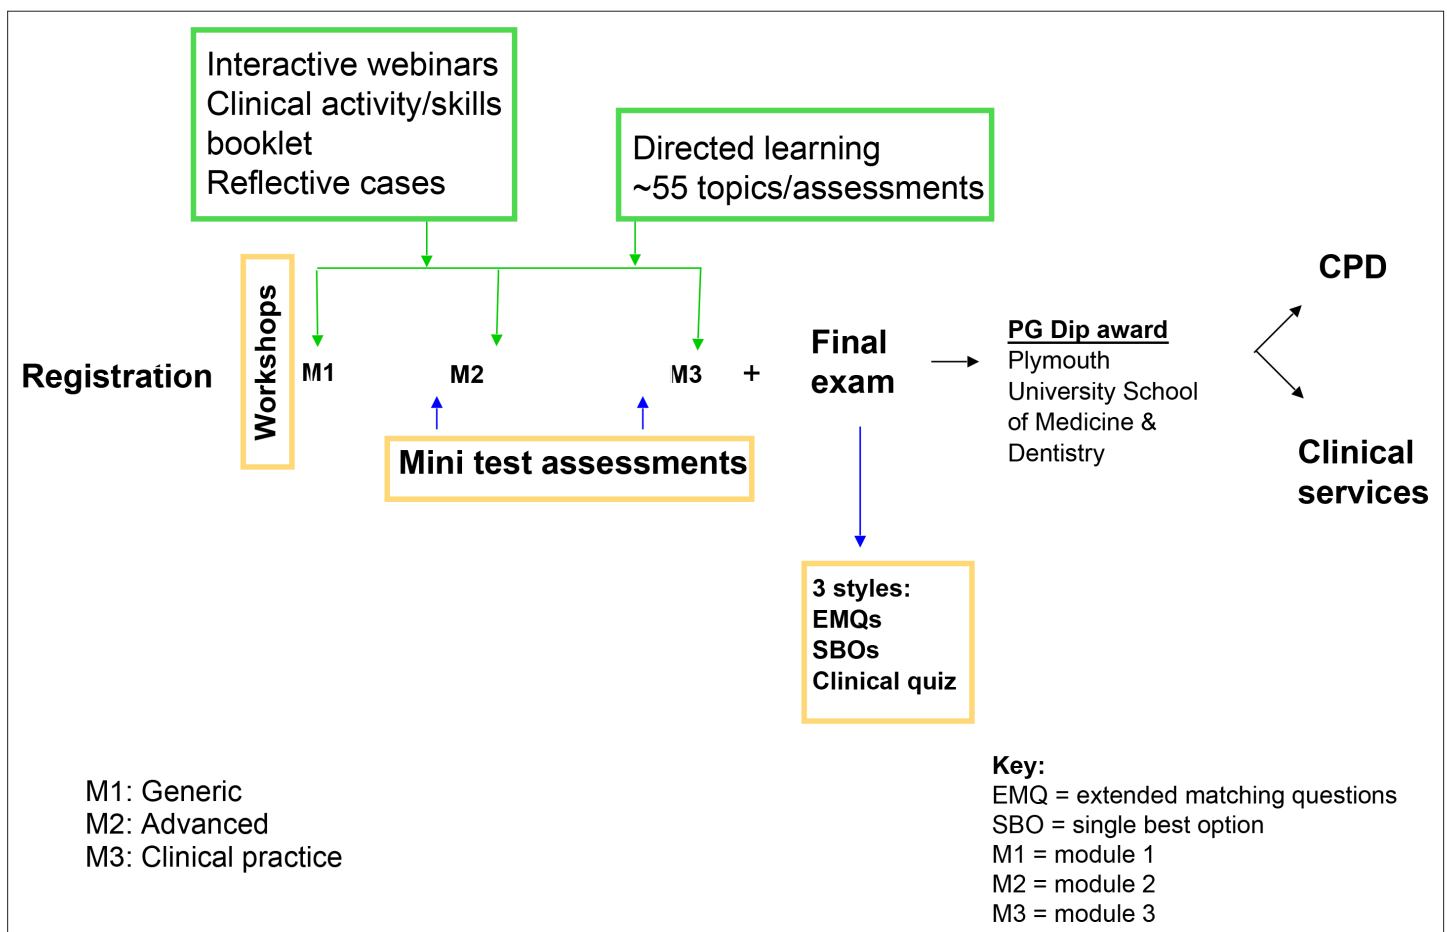 Interactive webinars
Clinical activity/skills
booklet
Reflective cases
Directed learning
~55 topics/assessments
Registration
Workshops
M1
M2
M3
+
Final
exam
Mini test assessments
PG Dip award
Plymouth
University School
of Medicine &
Dentistry
CPD
Clinical
services
3 styles:
EMQs
SBOs
Clinical quiz
M1: Generic
M2: Advanced
M3: Clinical practice
Key:
EMQ = extended matching questions
SBO = single best option
M1 = module 1
M2 = module 2
M3 = module 3